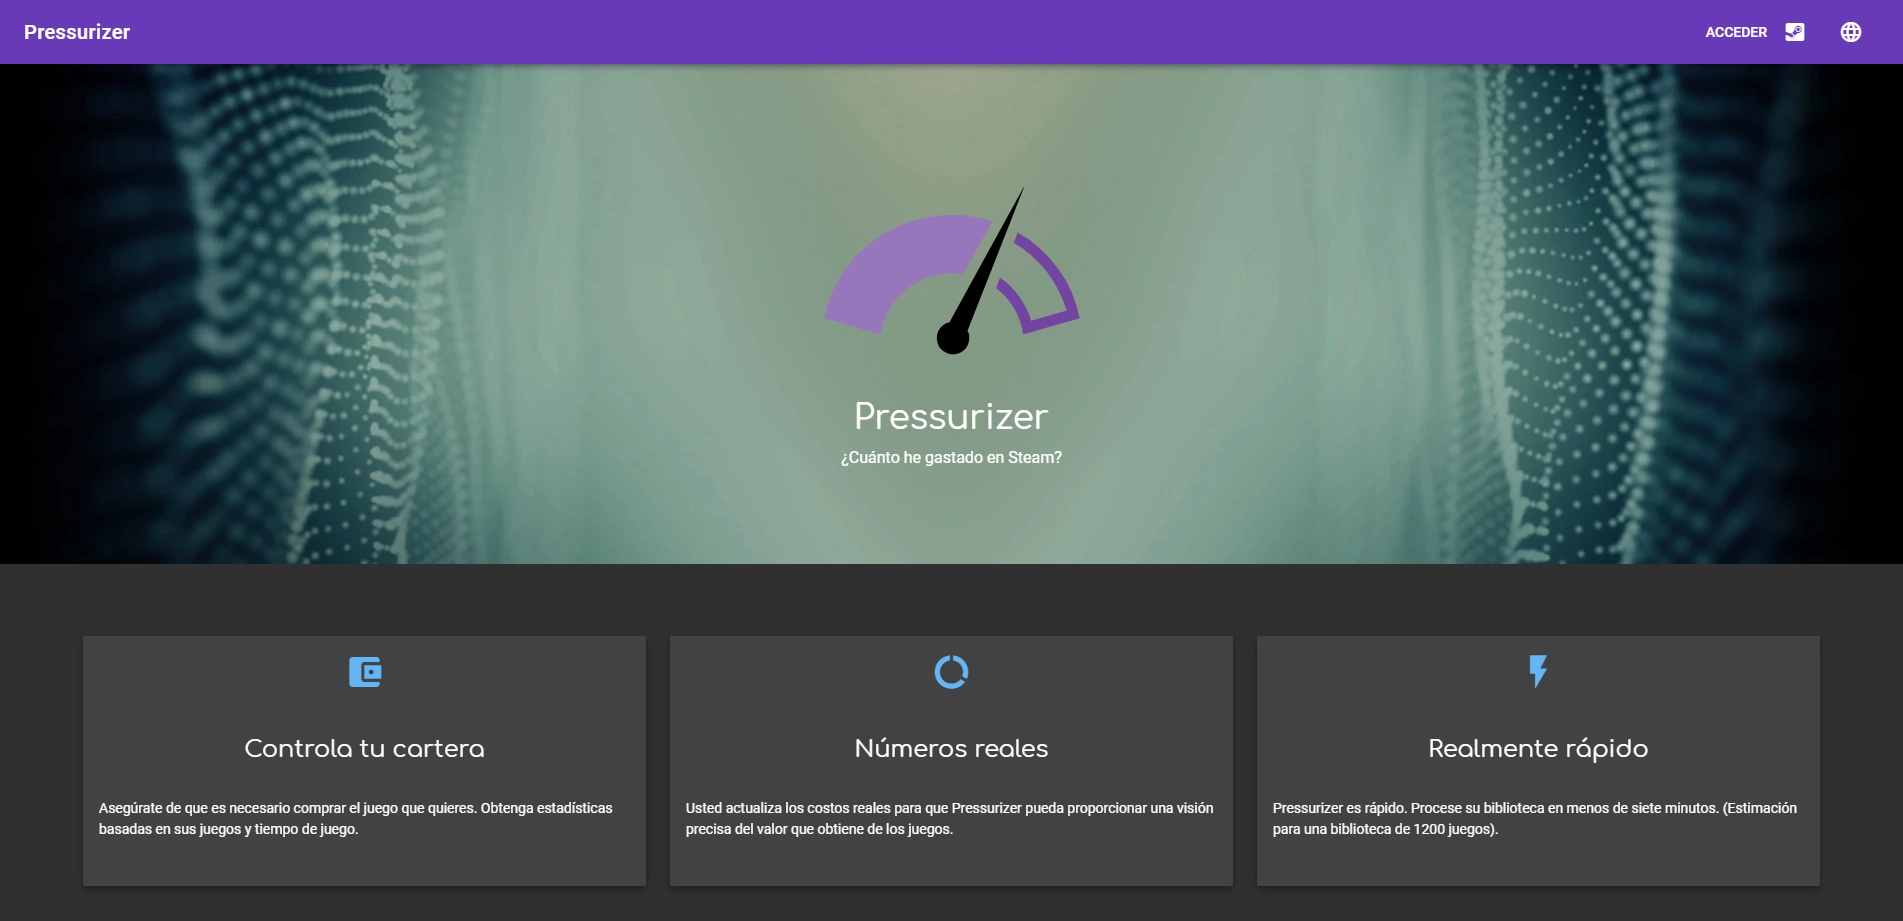 Pressurizer
ACCEDER
Pressurizer
¿Cuánto he gastado en Steam?
Controla tu cartera
Asegúrate de que es necesario comprar el juego que quieres. Obtenga estadísticas
basadas en sus juegos y tiempo de juego.
Números reales
Usted actualiza los costos reales para que Pressurizer pueda proporcionar una visión
precisa del valor que obtiene de los juegos.
Realmente rápido
Pressurizer es rápido. Procese su biblioteca en menos de siete minutos. (Estimación
para una biblioteca de 1200 juegos).